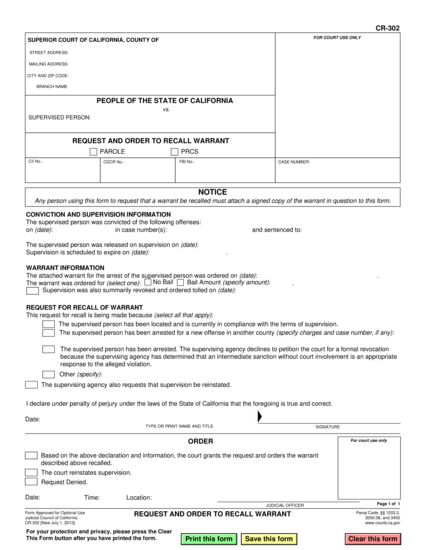 CR-302
SUPERIOR COURT OF CALIFORNIA, COUNTY OF
FOR COURT USE ONLY
STREET ADDRESS:
MAILING ADDRESS:
CITY AND ZIP CODE:
BRANCH NAME:
PEOPLE OF THE STATE OF CALIFORNIA
vs.
SUPERVISED PERSON:
REQUEST AND ORDER TO RECALL WARRANT
PAROLE PRCS
CII No.: CDCR No.: FBI No.: CASE NUMBER:
NOTICE
Any person using this form to request that a warrant be recalled must attach a signed copy of the warrant in question to this form.
CONVICTION AND SUPERVISION INFORMATION
The supervised person was convicted of the following offenses:
on (date): in case number(s): and sentenced to:
The supervised person was released on supervision on (date):
Supervision is scheduled to expire on (date): .
WARRANT INFORMATION
The attached warrant for the arrest of the supervised person was ordered on (date): .
The warrant was ordered for (select one): No Bail Bail Amount (specify amount): .
Supervision was also summarily revoked and ordered tolled on (date):
REQUEST FOR RECALL OF WARRANT
This request for recall is being made because (select all that apply):
The supervised person has been located and is currently in compliance with the terms of supervision.
The supervised person has been arrested for a new offense in another county (specify charges and case number, if any):
The supervised person has been arrested. The supervising agency declines to petition the court for a formal revocation
because the supervising agency has determined that an intermediate sanction without court involvement is an appropriate
response to the alleged violation.
Other (specify):
The supervising agency also requests that supervision be reinstated.
I declare under penalty of perjury under the laws of the State of California that the foregoing is true and correct.
Date:
TYPE OR PRINT NAME AND TITLE SIGNATURE
ORDER
For court use only
Based on the above declaration and information, the court grants the request and orders the warrant
described above recalled.
The court reinstates supervision.
Request Denied.
Date: Time: Location:
JUDICIAL OFFICER
Page 1 of 1
Form Approved for Optional Use
Judicial Council of California
CR-302 [New July 1, 2013]
REQUEST AND ORDER TO RECALL WARRANT
Penal Code, §§ 1203.2,
3000.08, and 3455
www.courts.ca.gov
For your protection and privacy, please press the Clear
This Form button after you have printed the form.
Print this form Save this form Clear this form